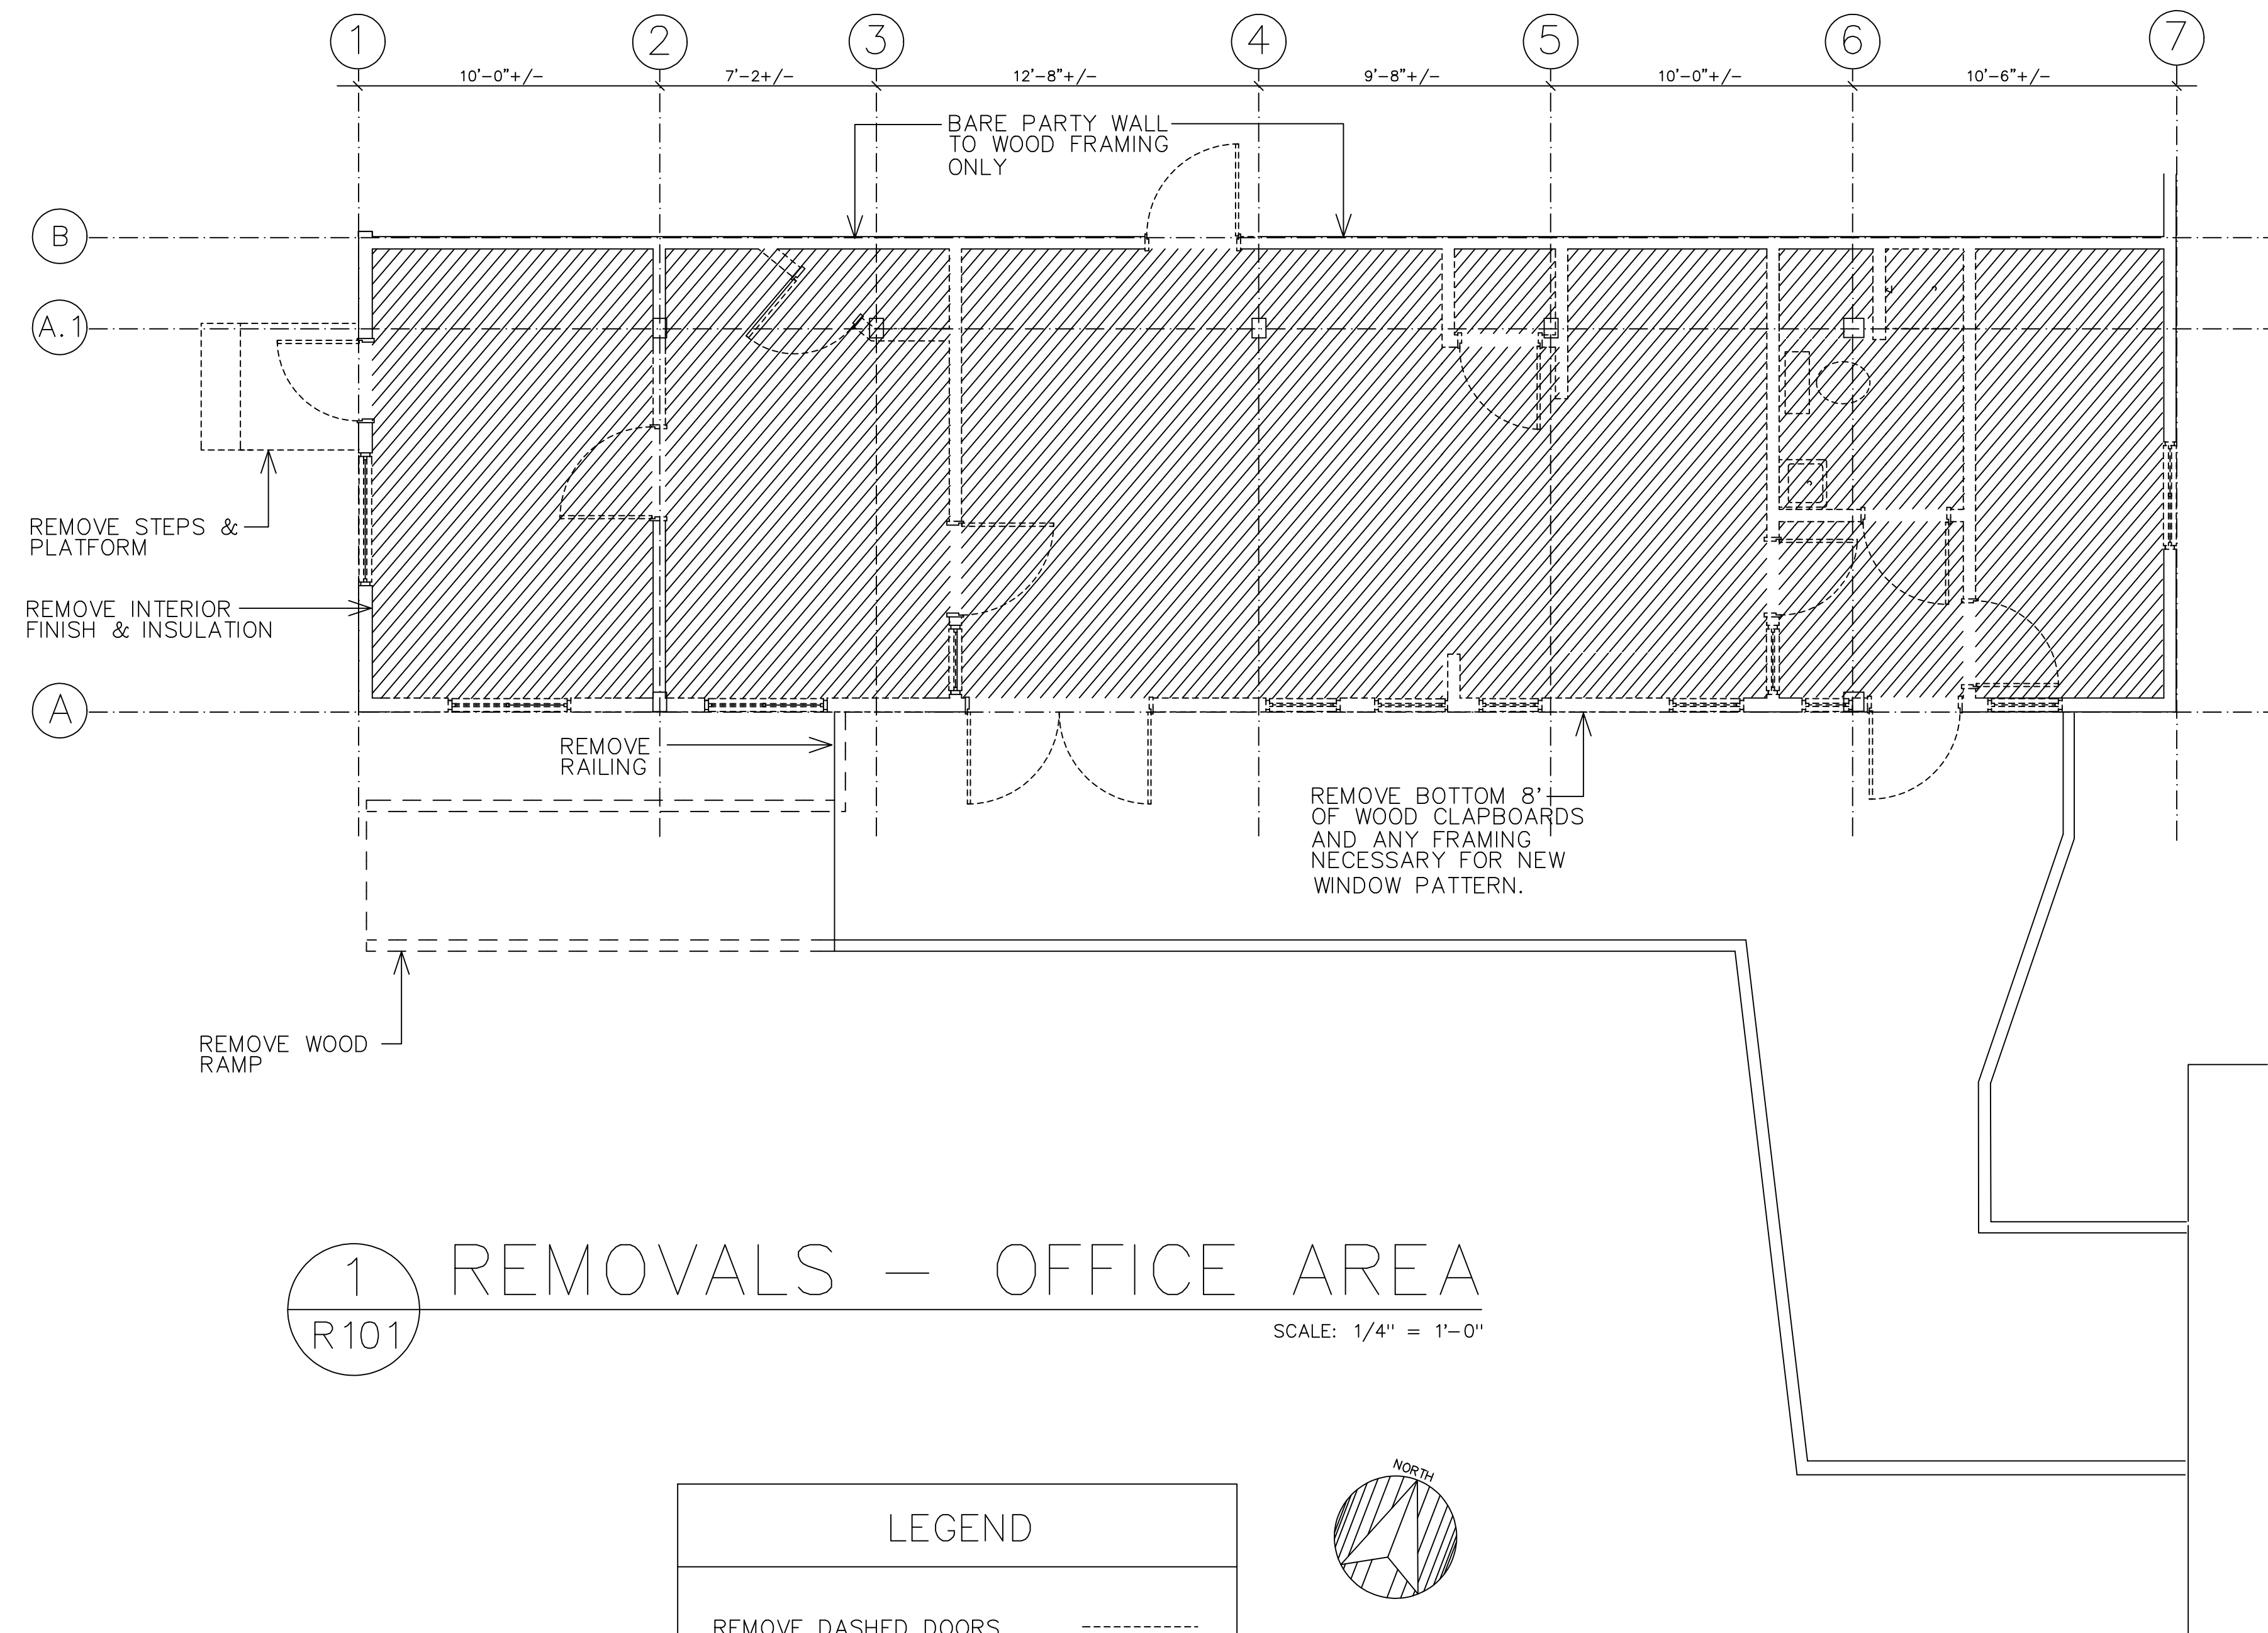 1
2
3
4
5
6
7
10'-0"+/-
7'-2+/-
12'-8"+/-
9'-8"+/-
10'-0"+/-
10'-6"+/-
BARE PARTY WALL
TO WOOD FRAMING
ONLY
B
A.1
REMOVE STEPS &
PLATFORM
REMOVE INTERIOR
FINISH & INSULATION
A
REMOVE
RAILING
REMOVE BOTTOM 8'
OF WOOD CLAPBOARDS
AND ANY FRAMING
NECESSARY FOR NEW
WINDOW PATTERN.
REMOVE WOOD
RAMP
1
R101
REMOVALS - OFFICE AREA
SCALE: 1/4" = 1'-0"
NORTH
LEGEND
REMOVE DASHED DOORS